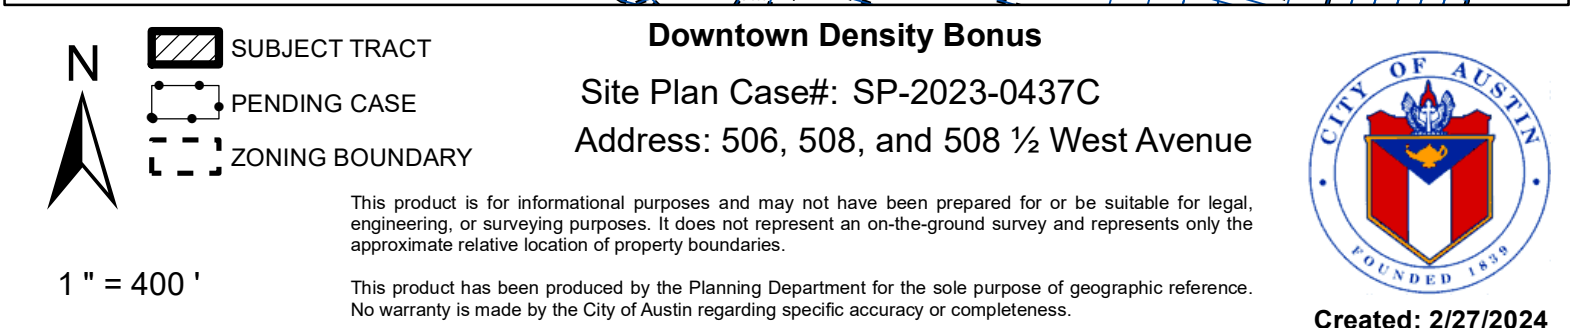 N
SUBJECT TRACT
PENDING CASE
ZONING BOUNDARY
1 " = 400 '
Downtown Density Bonus
Site Plan Case#: SP-2023-0437C
Address: 506, 508, and 508 ½ West Avenue
This product is for informational purposes and may not have been prepared for or be suitable for legal,
engineering, or surveying purposes. It does not represent an on-the-ground survey and represents only the
approximate relative location of property boundaries.
This product has been produced by the Planning Department for the sole purpose of geographic reference.
No warranty is made by the City of Austin regarding specific accuracy or completeness.
CITY OF AUSTIN
FOUNDED 1839
Created: 2/27/2024